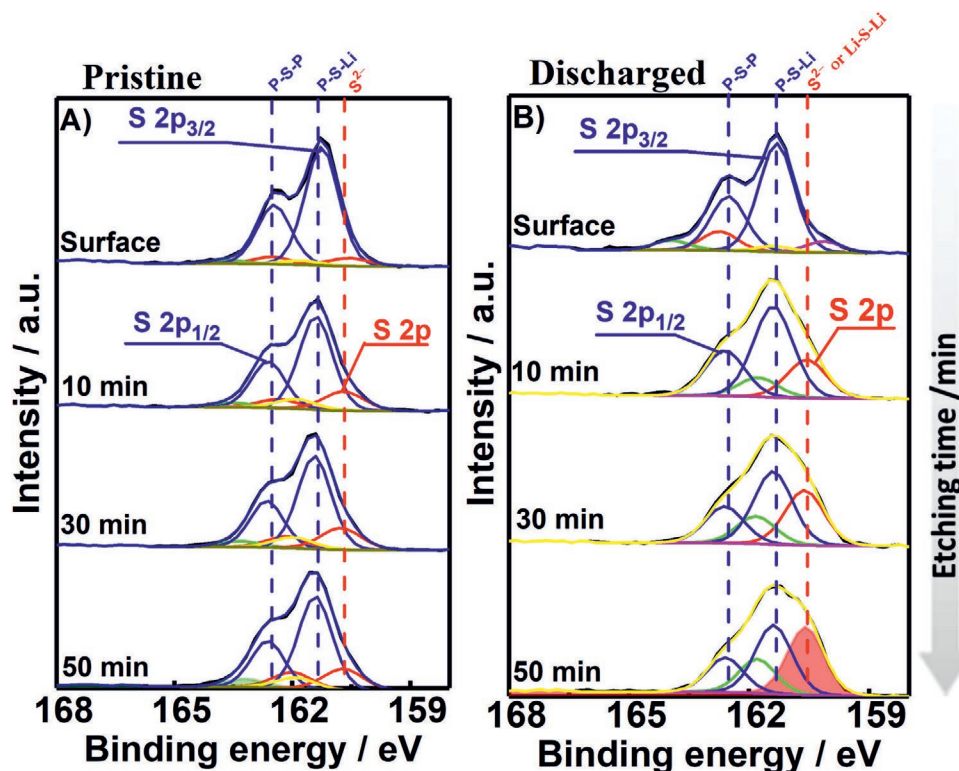 Pristine
P-S-P
P-S-Li
S²⁻
A)
S 2p₃/₂
Surface
S 2p₁/₂
S 2p
10 min
30 min
50 min
168 165 162 159
Binding energy / eV
Intensity / a.u.
Discharged
P-S-P
P-S-Li
S²⁻ or Li-S-Li
B)
S 2p₃/₂
Surface
S 2p₁/₂
S 2p
10 min
30 min
50 min
168 165 162 159
Binding energy / eV
Intensity / a.u.
Etching time /min